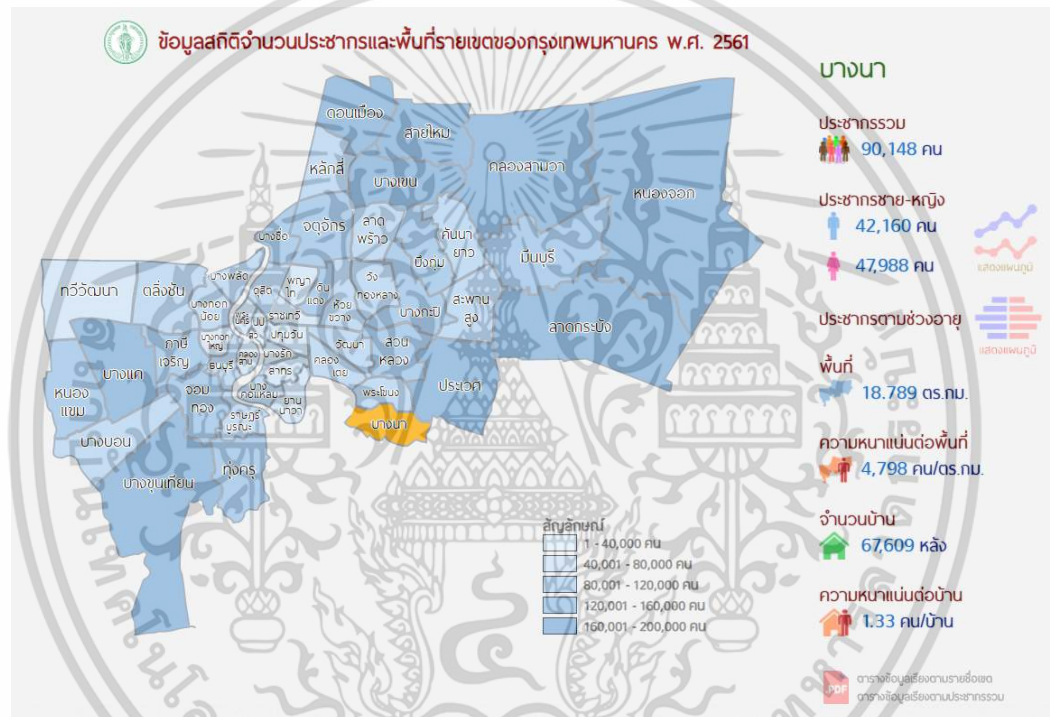 ข้อมูลสถิติจำนวนประชากรและพื้นที่รายเขตของกรุงเทพมหานคร พ.ศ. 2561
บางนา
ประชากรรวม
90,148 คน
ประชากรชาย-หญิง
42,160 คน
47,988 คน
แสดงแผนภูมิ
ประชากรตามช่วงอายุ
แสดงแผนภูมิ
พื้นที่
18.789 ตร.กม.
ความหนาแน่นต่อพื้นที่
4,798 คน/ตร.กม.
จำนวนบ้าน
67,609 หลัง
ความหนาแน่นต่อบ้าน
1.33 คน/บ้าน
PDF
ตารางข้อมูลเรียงตามรายชื่อเขต
ตารางข้อมูลเรียงตามประชากรรวม
ดอนเมือง
สายไหม
คลองสามวา
หลักสี่
บางเขน
หนองจอก
จตุจักร
ลาด
พร้าว
คันนา
ยาว
บางซื่อ
บึงกุ่ม
มีนบุรี
ทวีวัฒนา
ตลิ่งชัน
บางพลัด
ดุสิต
พญา
ไท
ดิน
แดง
วัง
ทองหลาง
บางกอก
น้อย
ราชเทวี
ห้วย
ขวาง
บางกะปิ
สะพาน
สูง
ลาดกระบัง
ปทุมวัน
ภาษี
เจริญ
บางกอก
ใหญ่
วัฒนา
สวน
หลวง
บางแค
ธนบุรี
คลอง
สาน
บางรัก
สาทร
คลอง
เตย
หนอง
แขม
จอม
ทอง
บาง
คอแหลม
ยาน
นาวา
พระโขนง
ประเวศ
ราษฎร์
บูรณะ
บางนา
บางบอน
บางขุนเทียน
ทุ่งครุ
สัญลักษณ์
1 - 40,000 คน
40,001 - 80,000 คน
80,001 - 120,000 คน
120,001 - 160,000 คน
160,001 - 200,000 คน